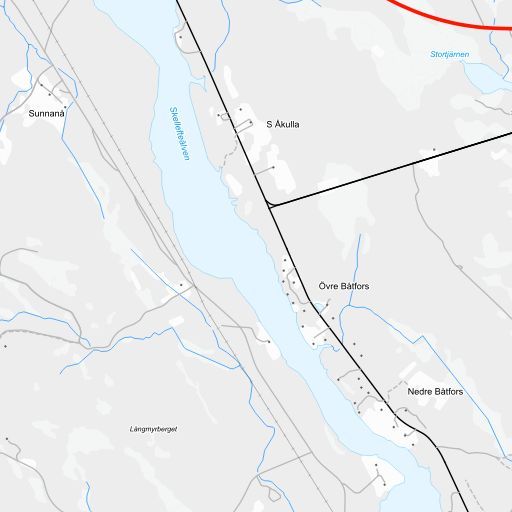 Stortjärnen
Sunnanå
S Åkulla
Skellefteälven
Övre Båtfors
Nedre Båtfors
Långmyrberget